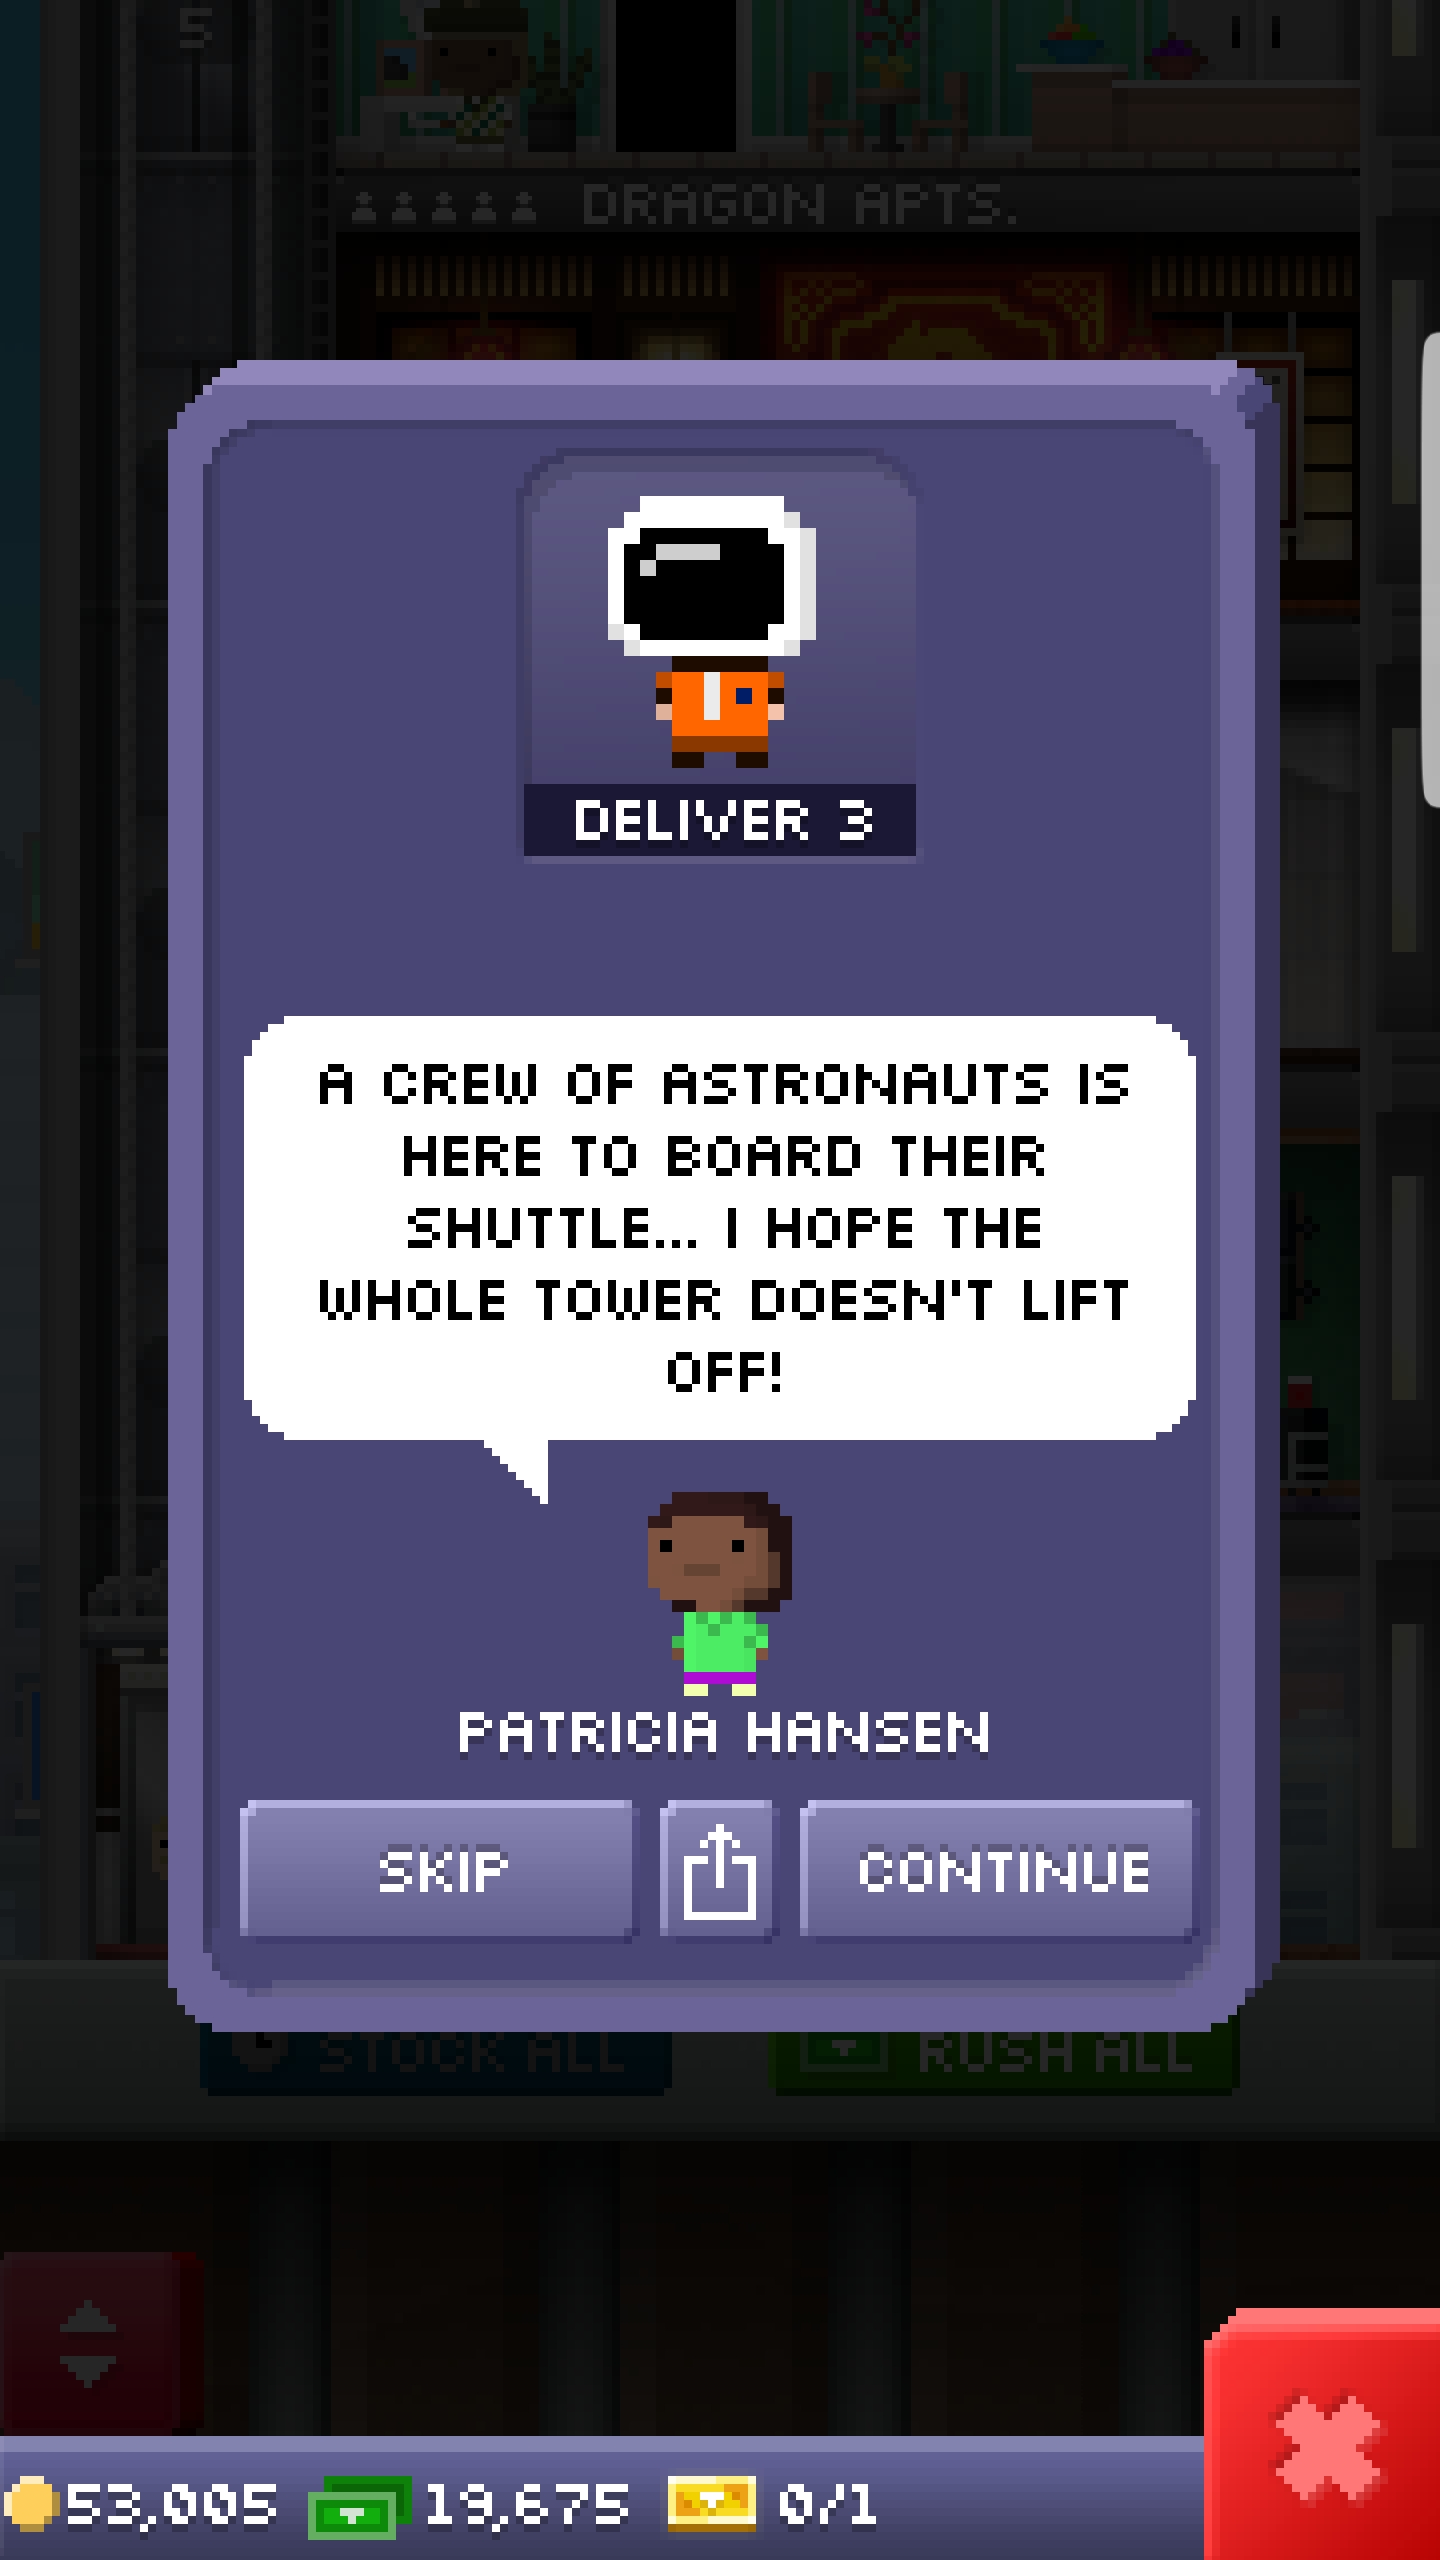 5
DRAGON APTS.
DELIVER 3
A CREW OF ASTRONAUTS IS
HERE TO BOARD THEIR
SHUTTLE... I HOPE THE
WHOLE TOWER DOESN'T LIFT
OFF!
PATRICIA HANSEN
SKIP
CONTINUE
STOCK ALL
RUSH ALL
53,005
19,675
0/1